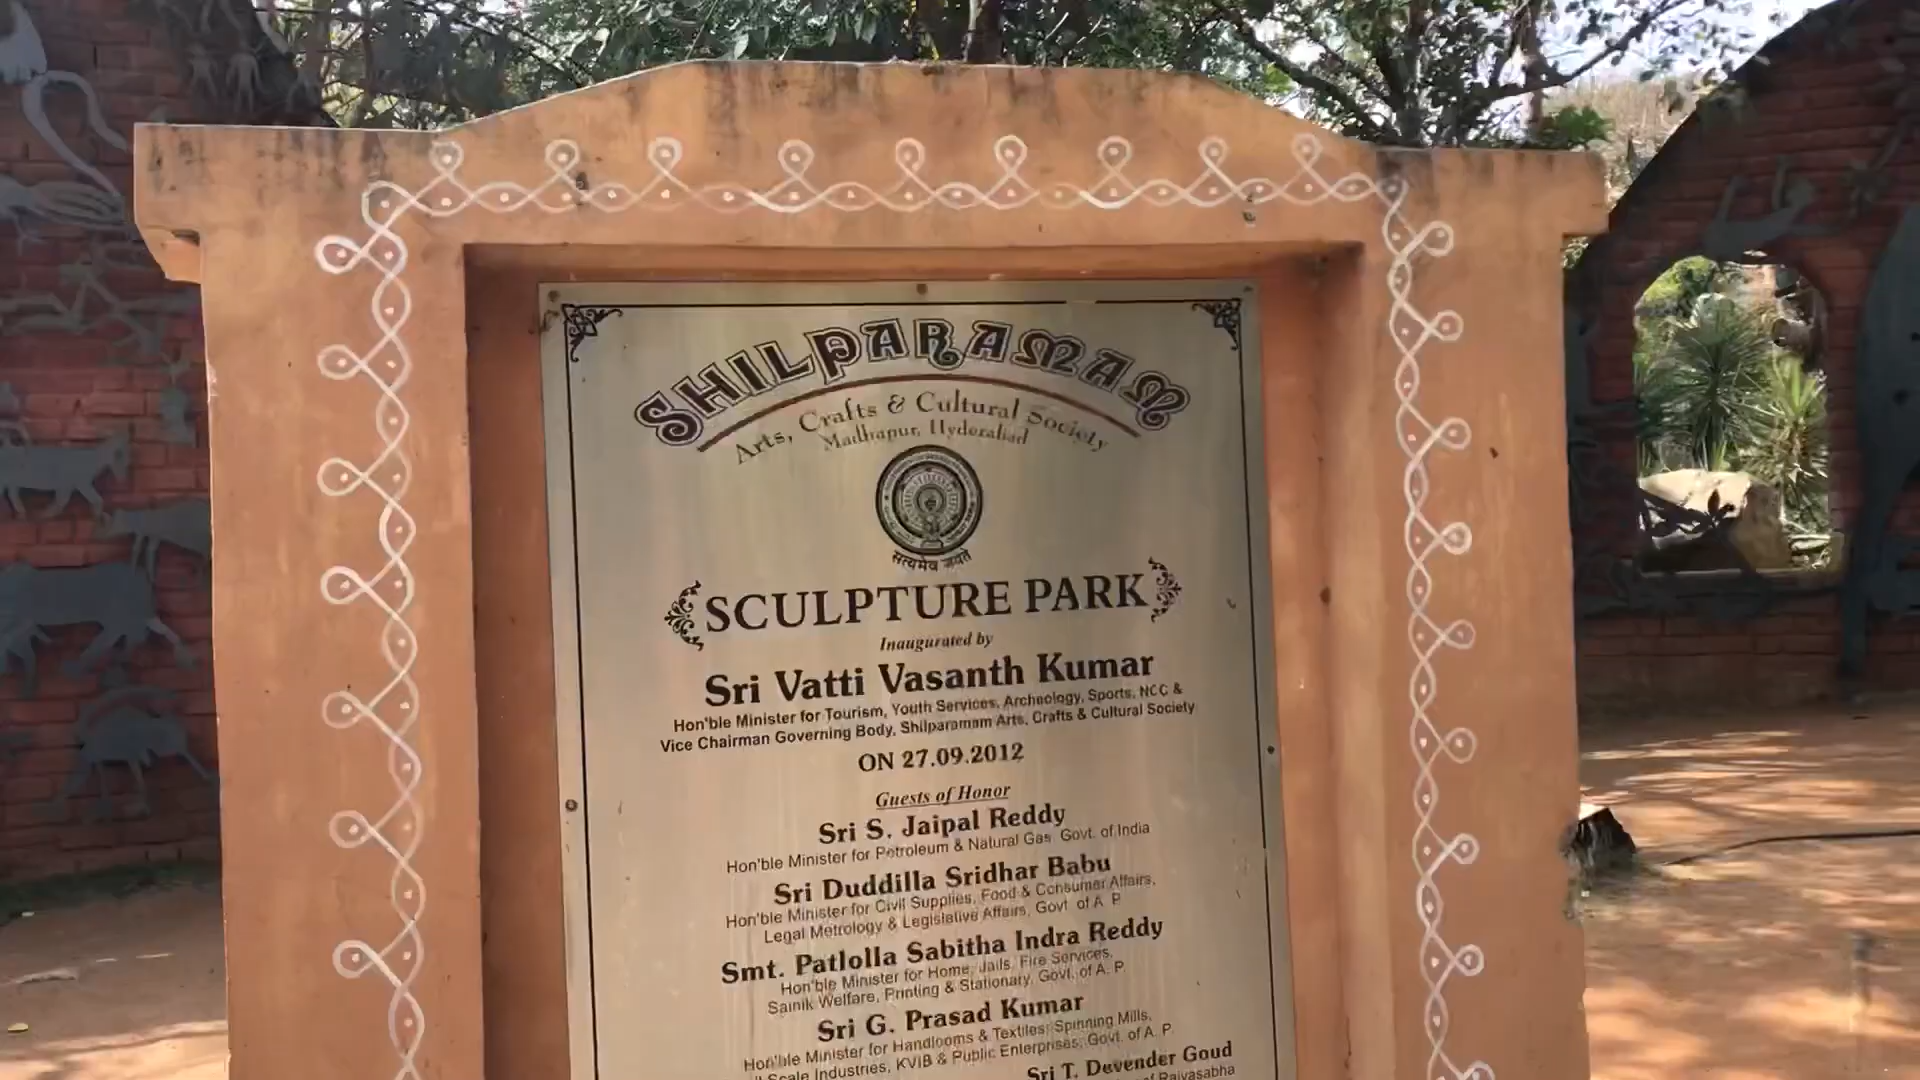 SHILPARAMAM
Arts, Crafts & Cultural Society
Madhapur, Hyderabad
सत्यमेव जयते
SCULPTURE PARK
Inaugurated by
Sri Vatti Vasanth Kumar
Hon'ble Minister for Tourism, Youth Services, Archeology, Sports, NCC &
Vice Chairman Governing Body, Shilparamam Arts, Crafts & Cultural Society
ON 27.09.2012
Guests of Honor
Sri S. Jaipal Reddy
Hon'ble Minister for Petroleum & Natural Gas, Govt. of India
Sri Duddilla Sridhar Babu
Hon'ble Minister for Civil Supplies, Food & Consumer Affairs,
Legal Metrology & Legislative Affairs, Govt. of A. P
Smt. Patlolla Sabitha Indra Reddy
Hon'ble Minister for Home, Jails, Fire Services,
Sainik Welfare, Printing & Stationary, Govt. of A. P
Sri G. Prasad Kumar
Hon'ble Minister for Handlooms & Textiles, Spinning Mills,
Scale Industries, KVIB & Public Enterprises, Govt. of A. P.
Sri T. Devender Goud
of Rajyasabha